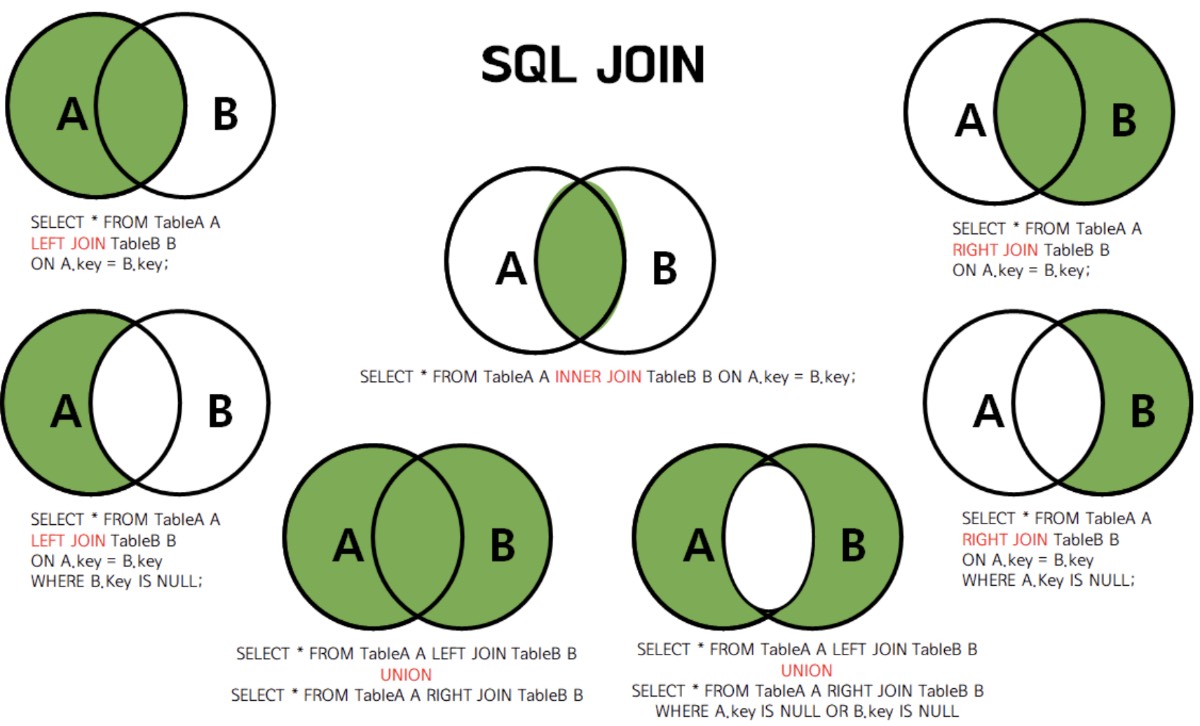 SQL JOIN
A B
SELECT * FROM TableA A
LEFT JOIN TableB B
ON A.key = B.key;
A B
SELECT * FROM TableA A
RIGHT JOIN TableB B
ON A.key = B.key;
A B
SELECT * FROM TableA A INNER JOIN TableB B ON A.key = B.key;
A B
SELECT * FROM TableA A
LEFT JOIN TableB B
ON A.key = B.key
WHERE B.Key IS NULL;
A B
SELECT * FROM TableA A
RIGHT JOIN TableB B
ON A.key = B.key
WHERE A.Key IS NULL;
A B
SELECT * FROM TableA A LEFT JOIN TableB B
UNION
SELECT * FROM TableA A RIGHT JOIN TableB B
A B
SELECT * FROM TableA A LEFT JOIN TableB B
UNION
SELECT * FROM TableA A RIGHT JOIN TableB B
WHERE A.key IS NULL OR B.key IS NULL